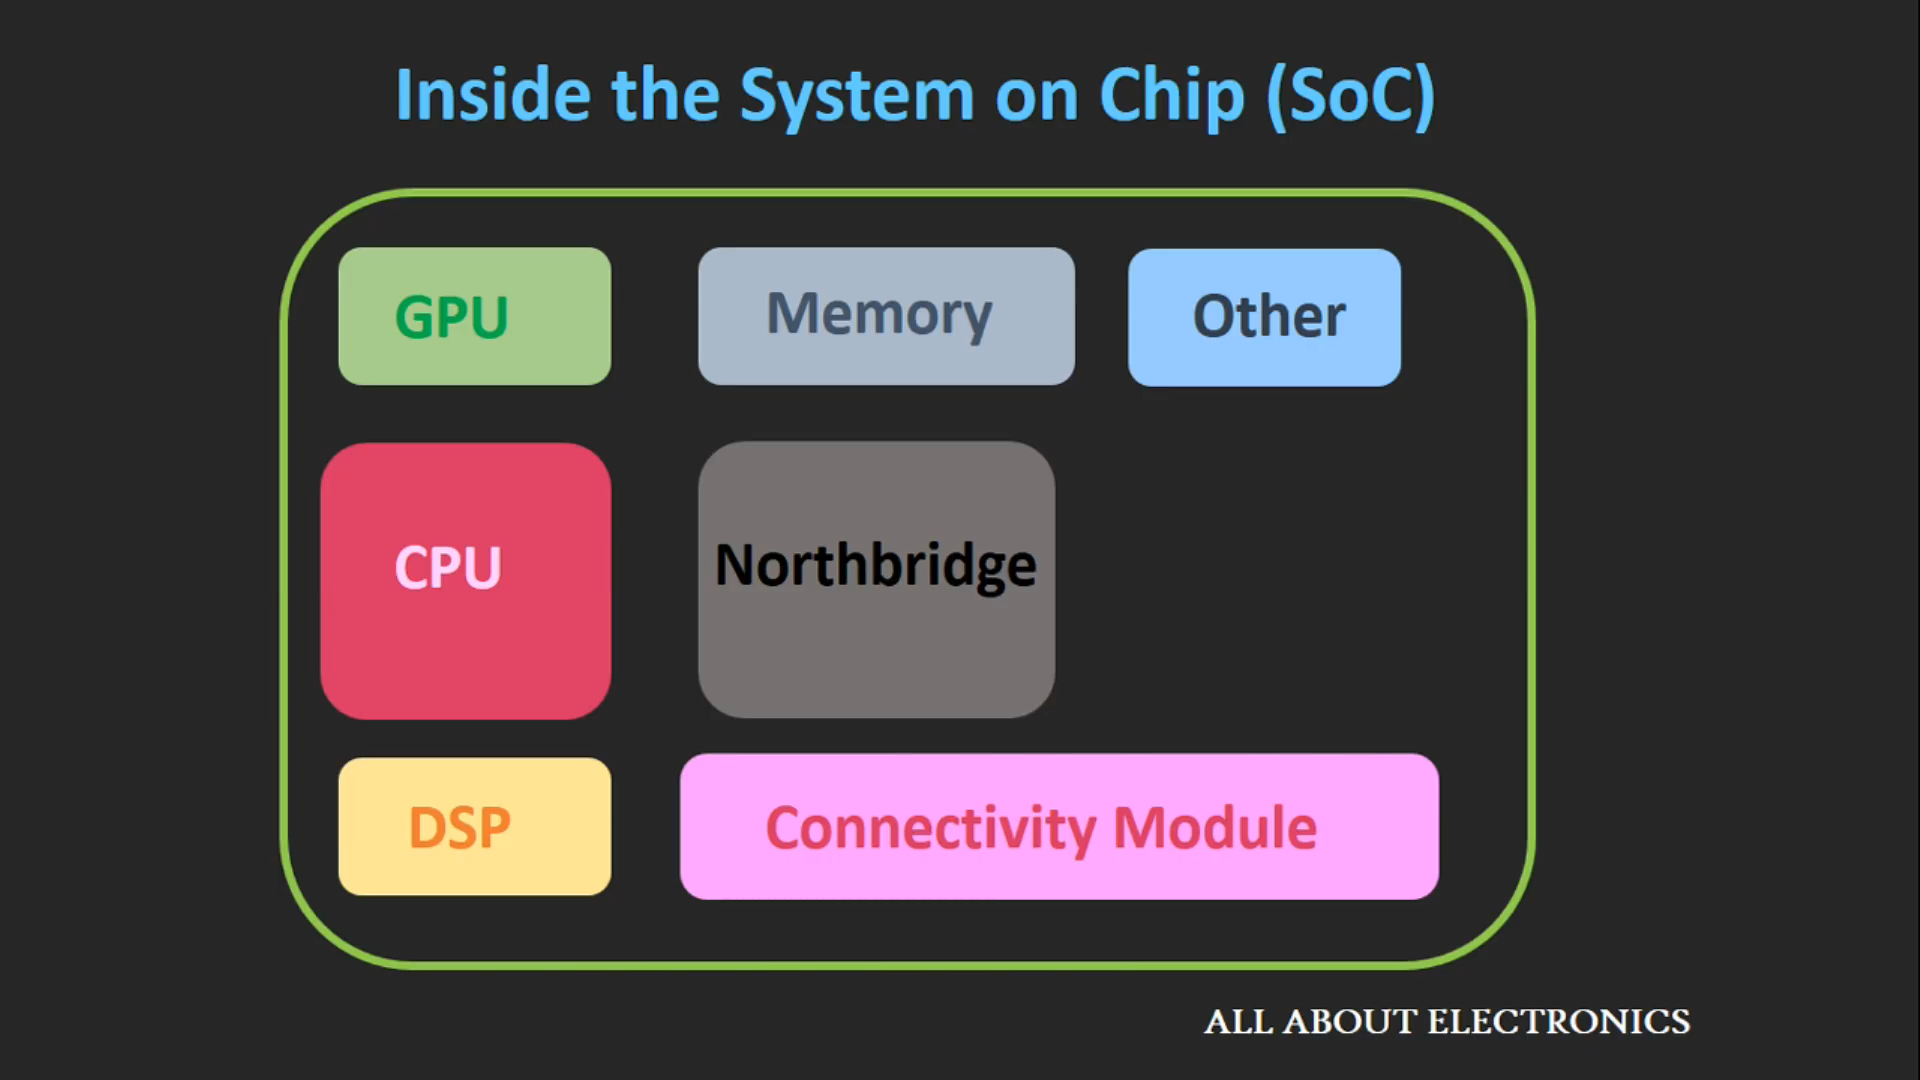 Inside the System on Chip (SoC)
GPU
Memory
Other
CPU
Northbridge
DSP
Connectivity Module
ALL ABOUT ELECTRONICS